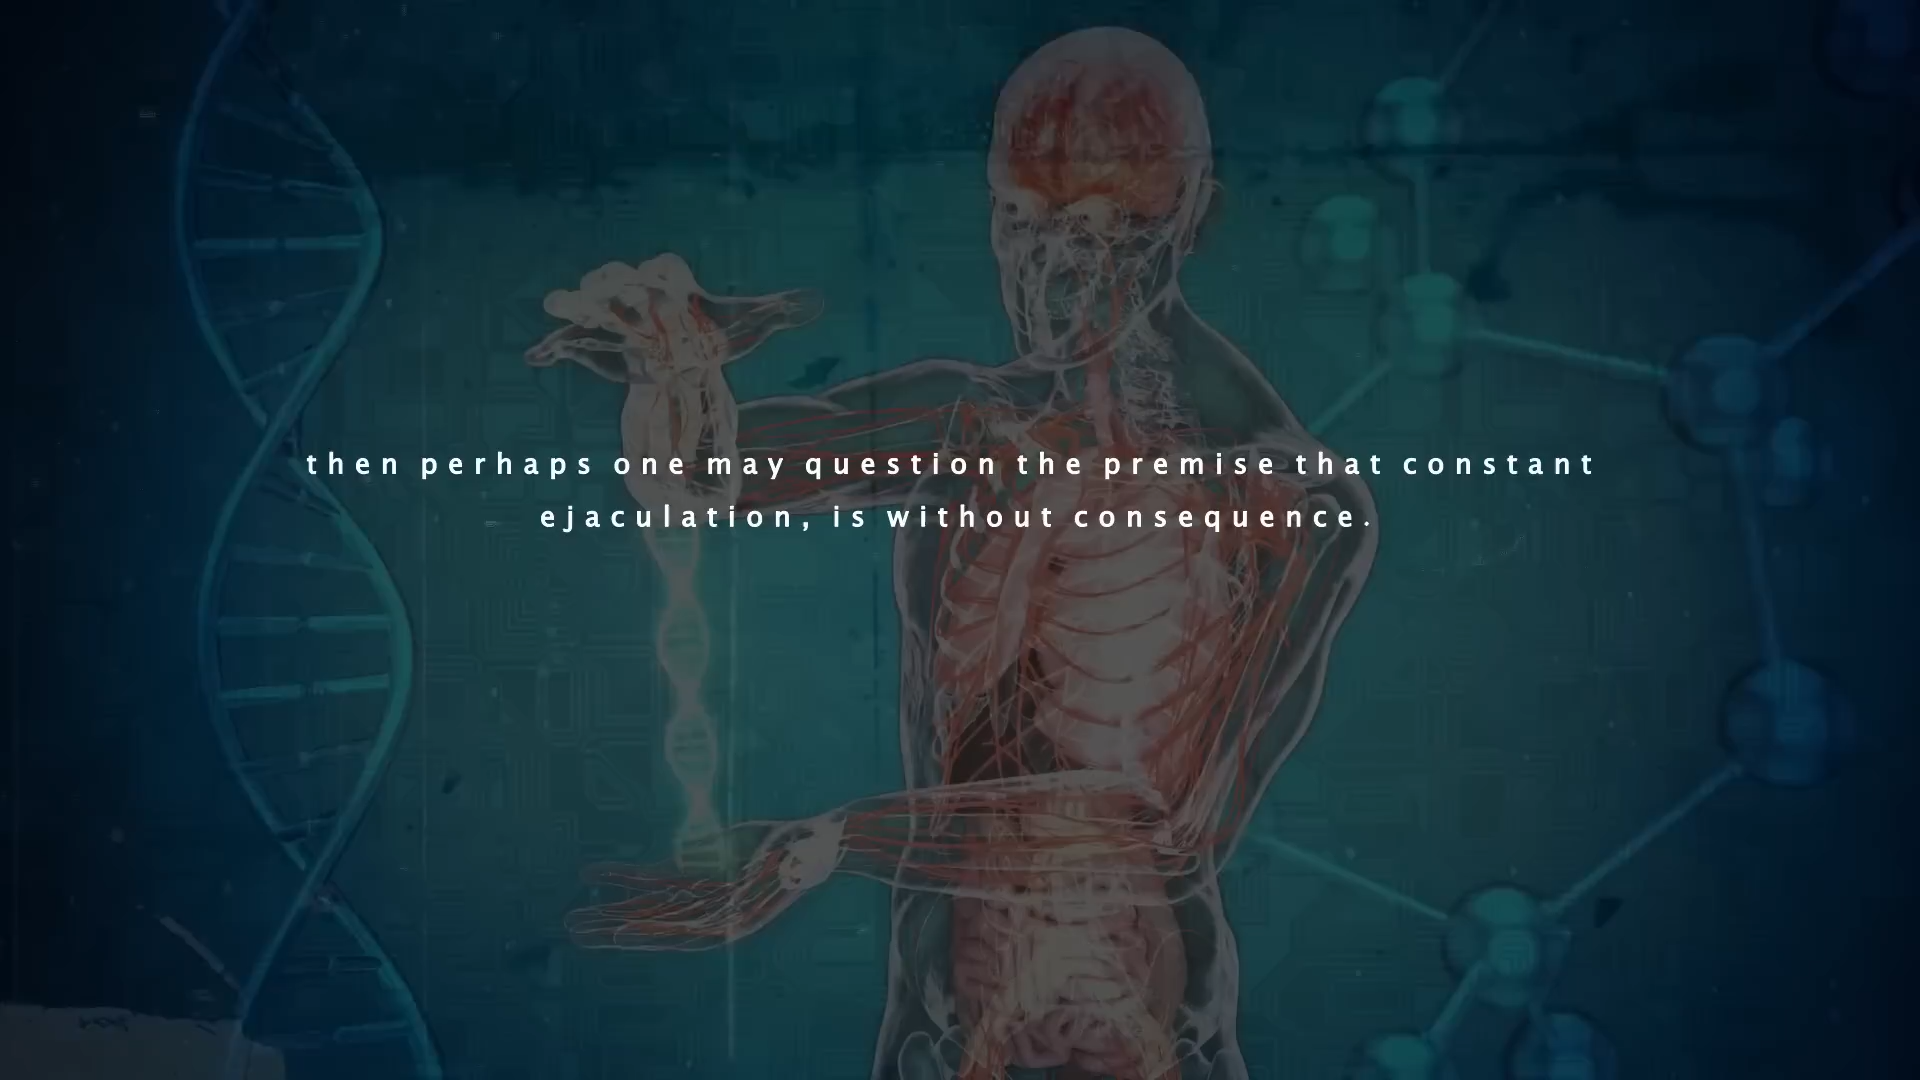 then perhaps one may question the premise that constant
ejaculation, is without consequence.